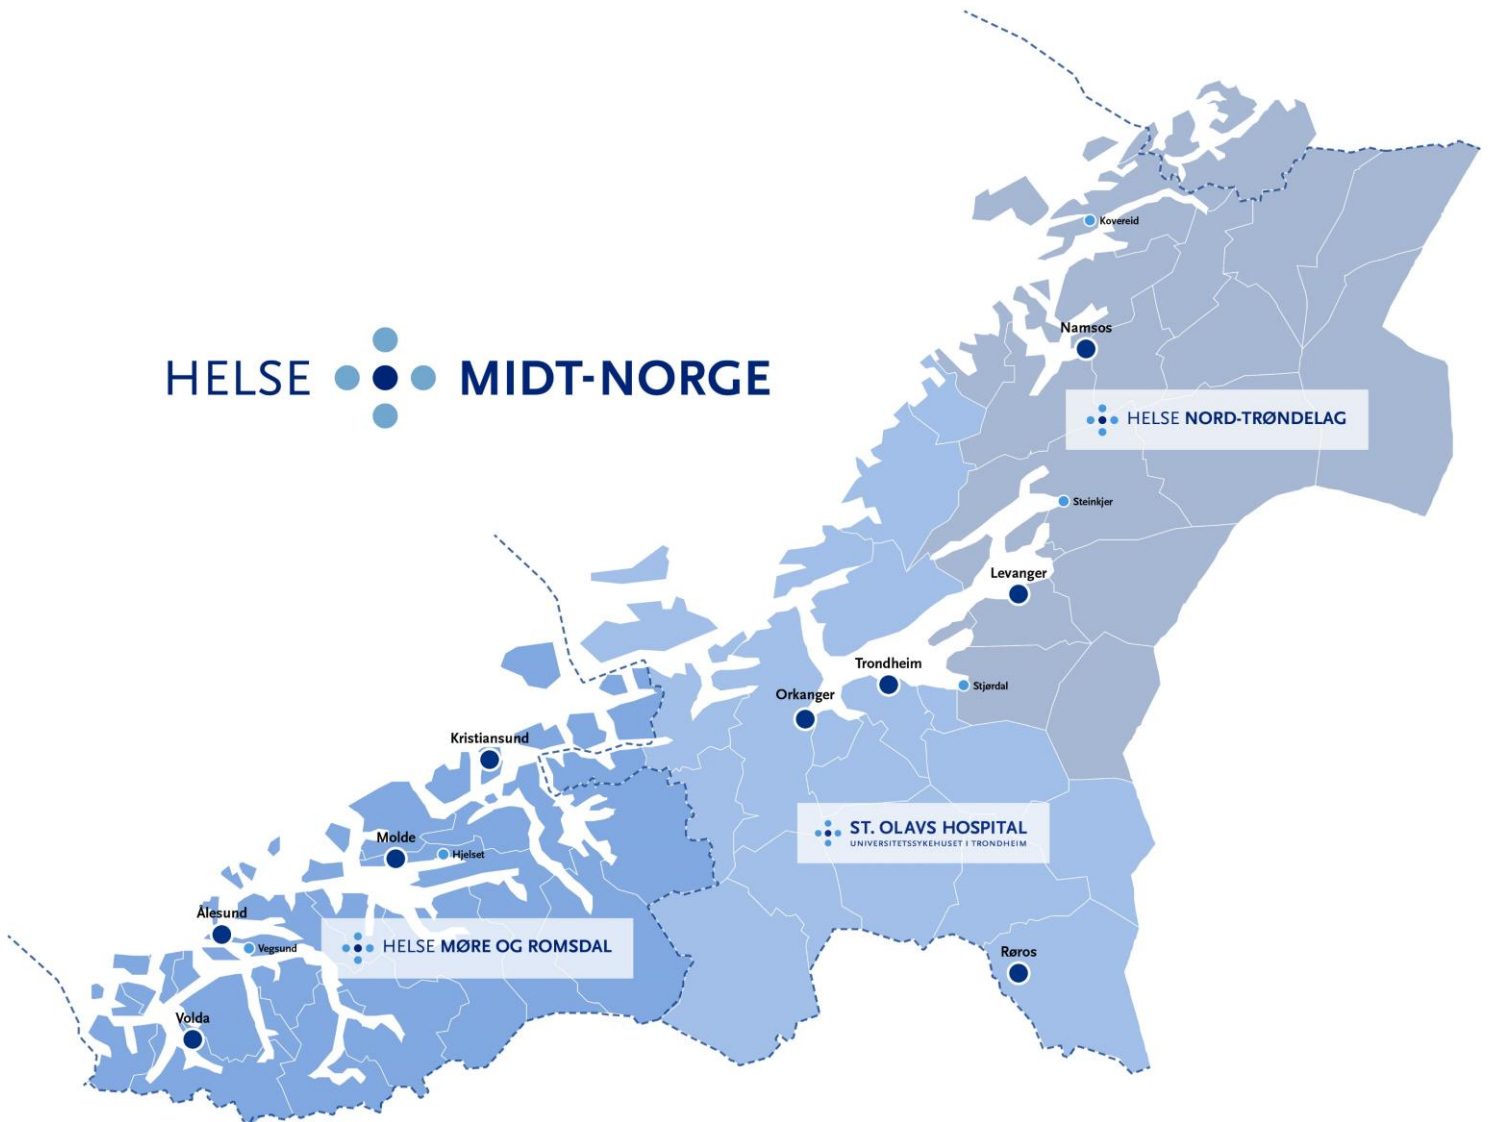 Kovereid
Namsos
HELSE MIDT-NORGE
HELSE NORD-TRØNDELAG
Steinkjer
Levanger
Trondheim
Stjørdal
Orkanger
Kristiansund
ST. OLAVS HOSPITAL
UNIVERSITETSSYKEHUSET I TRONDHEIM
Molde
Hjelset
Ålesund
Vegsund
HELSE MØRE OG ROMSDAL
Røros
Volda